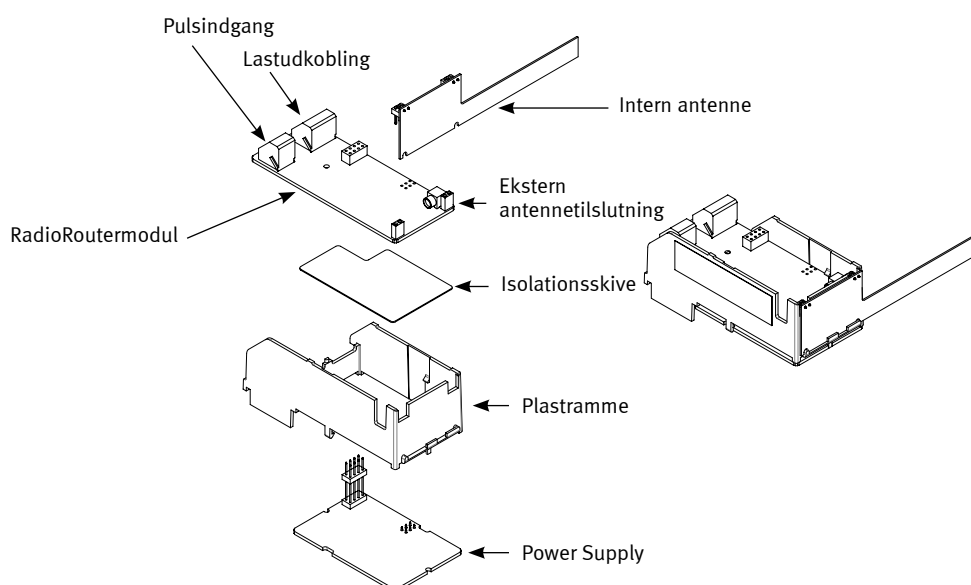 Pulsindgang
Lastudkobling
Intern antenne
Ekstern
antennetilslutning
RadioRoutermodul
Isolationsskive
Plastramme
Power Supply